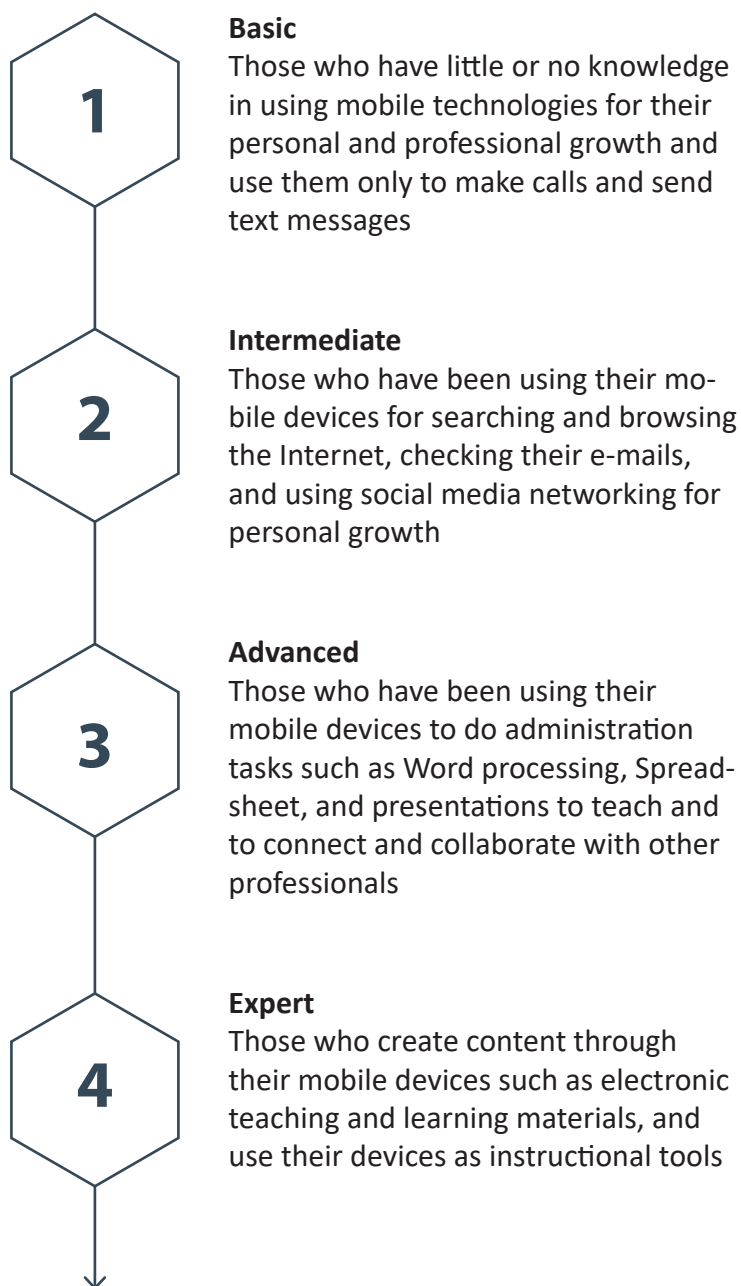 1
Basic
Those who have little or no knowledge
in using mobile technologies for their
personal and professional growth and
use them only to make calls and send
text messages
2
Intermediate
Those who have been using their mo-
bile devices for searching and browsing
the Internet, checking their e-mails,
and using social media networking for
personal growth
3
Advanced
Those who have been using their
mobile devices to do administration
tasks such as Word processing, Spread-
sheet, and presentations to teach and
to connect and collaborate with other
professionals
4
Expert
Those who create content through
their mobile devices such as electronic
teaching and learning materials, and
use their devices as instructional tools